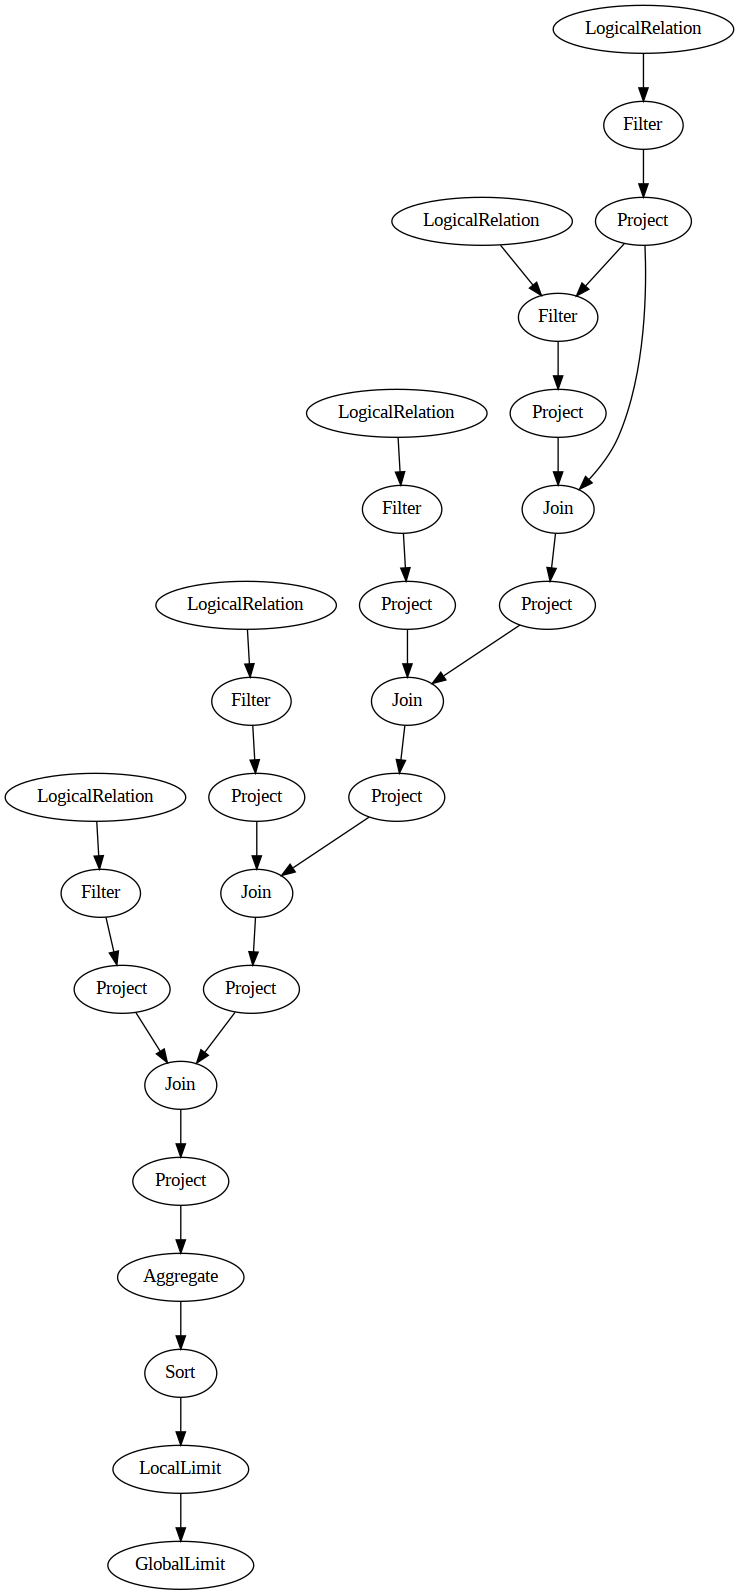 LogicalRelation
Filter
LogicalRelation
Project
Filter
LogicalRelation
Project
Filter
Join
LogicalRelation
Project
Project
Filter
Join
LogicalRelation
Project
Project
Filter
Join
Project
Project
Join
Project
Aggregate
Sort
LocalLimit
GlobalLimit